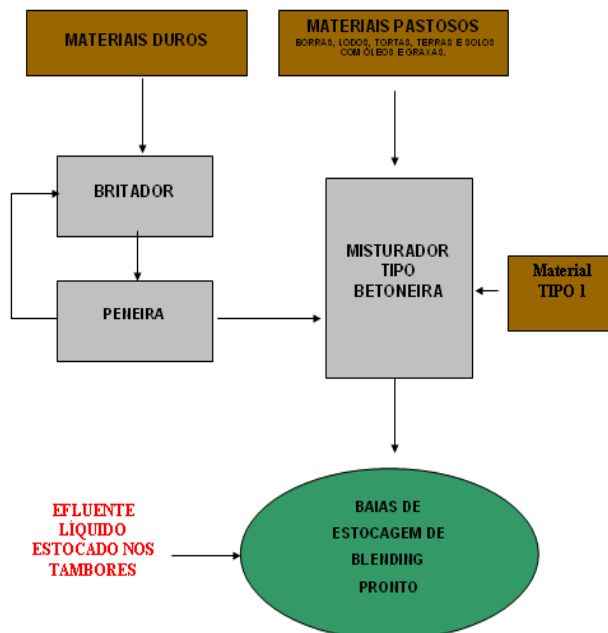 MATERIAIS DUROS
MATERIAIS PASTOSOS
BORRAS, LODOS, TORTAS, TERRAS E SOLOS
COM ÓLEOS E GRAXAS.
BRITADOR
MISTURADOR
TIPO
BETONEIRA
Material
TIPO 1
PENEIRA
EFLUENTE
LÍQUIDO
ESTOCADO NOS
TAMBORES
BAIAS DE
ESTOCAGEM DE
BLENDING
PRONTO